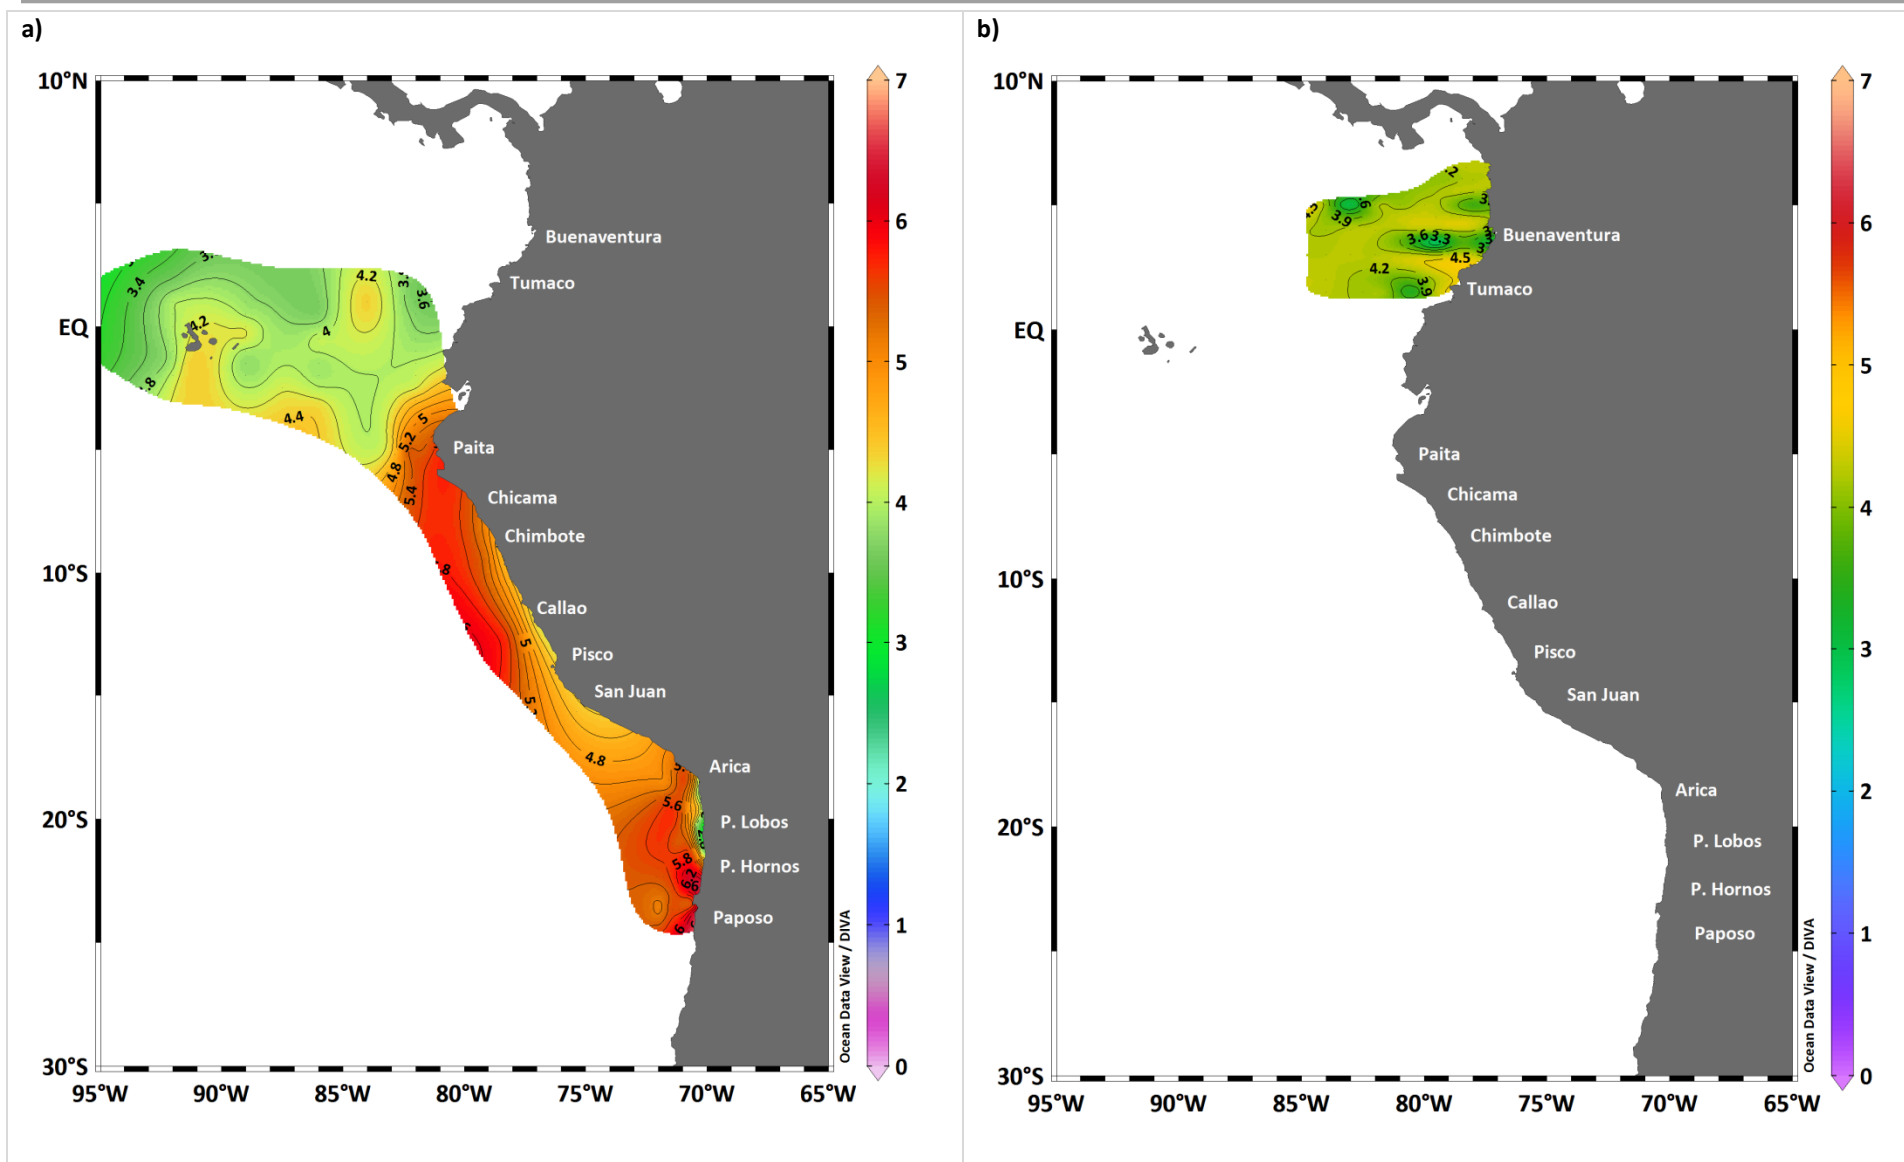 a)
10°N
EQ
10°S
20°S
30°S
95°W 90°W 85°W 80°W 75°W 70°W 65°W
Buenaventura
Tumaco
Paita
Chicama
Chimbote
Callao
Pisco
San Juan
Arica
P. Lobos
P. Hornos
Paposo
3.4
4.2
4.2
3.6
4
4.4
5
5.2
4.8
5.4
5
4.8
5.6
5.8
6.2
6
Ocean Data View / DIVA
7
6
5
4
3
2
1
0
b)
10°N
EQ
10°S
20°S
30°S
95°W 90°W 85°W 80°W 75°W 70°W 65°W
Buenaventura
Tumaco
Paita
Chicama
Chimbote
Callao
Pisco
San Juan
Arica
P. Lobos
P. Hornos
Paposo
3.9
3.6 3.3
4.5
4.2
3.9
Ocean Data View / DIVA
7
6
5
4
3
2
1
0